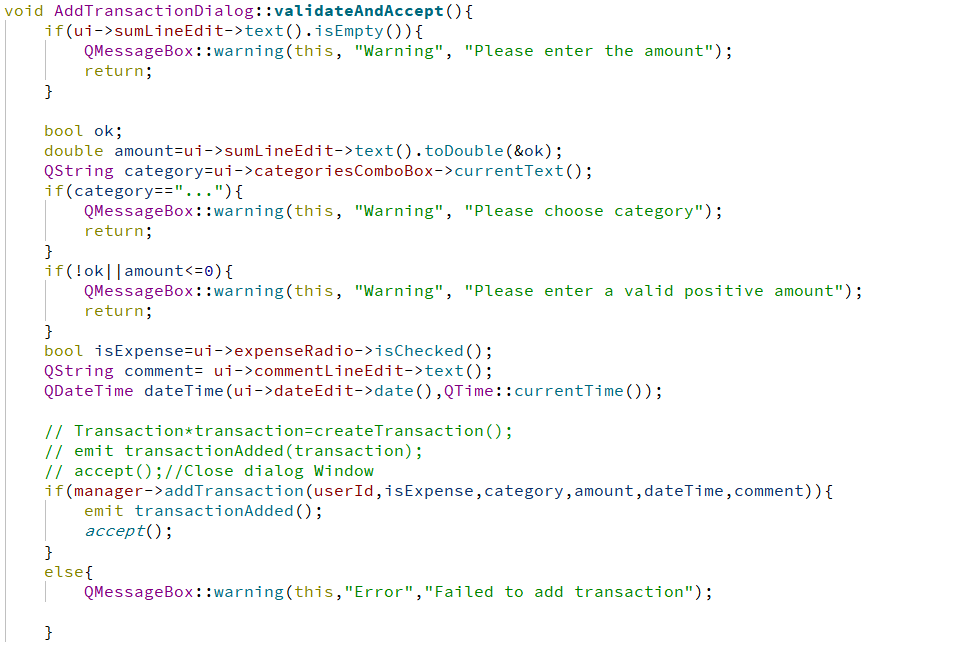 void AddTransactionDialog::validateAndAccept(){
    if(ui->sumLineEdit->text().isEmpty()){
        QMessageBox::warning(this, "Warning", "Please enter the amount");
        return;
    }

    bool ok;
    double amount=ui->sumLineEdit->text().toDouble(&ok);
    QString category=ui->categoriesComboBox->currentText();
    if(category=="..."){
        QMessageBox::warning(this, "Warning", "Please choose category");
        return;
    }
    if(!ok||amount<=0){
        QMessageBox::warning(this, "Warning", "Please enter a valid positive amount");
        return;
    }
    bool isExpense=ui->expenseRadio->isChecked();
    QString comment= ui->commentLineEdit->text();
    QDateTime dateTime(ui->dateEdit->date(),QTime::currentTime());

    // Transaction*transaction=createTransaction();
    // emit transactionAdded(transaction);
    // accept();//Close dialog Window
    if(manager->addTransaction(userId,isExpense,category,amount,dateTime,comment)){
        emit transactionAdded();
        accept();
    }
    else{
        QMessageBox::warning(this,"Error","Failed to add transaction");

    }